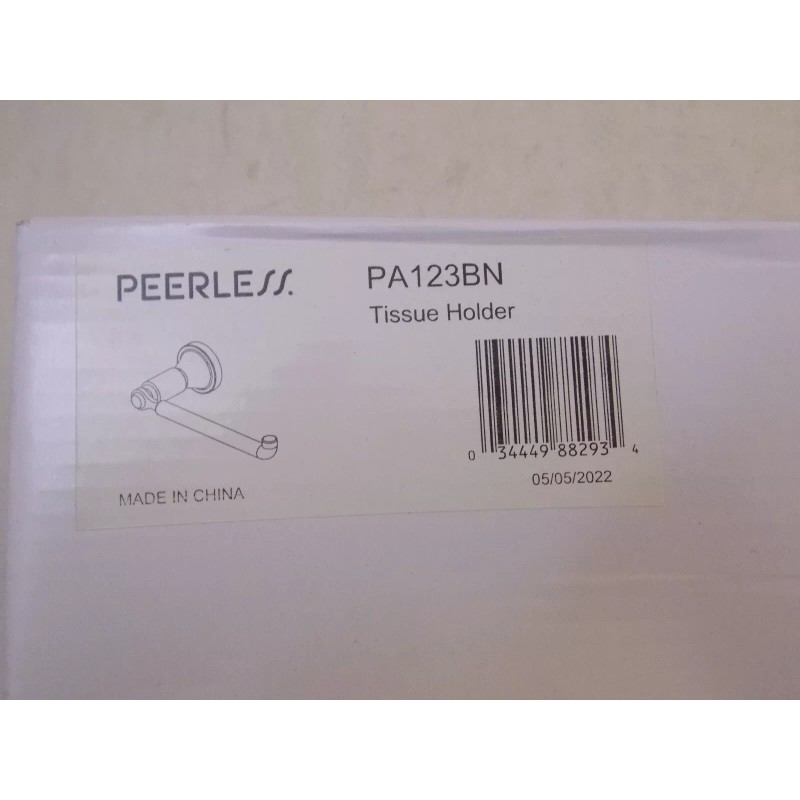 PEERLESS.
PA123BN
Tissue Holder
0 34449 88293 4
05/05/2022
MADE IN CHINA